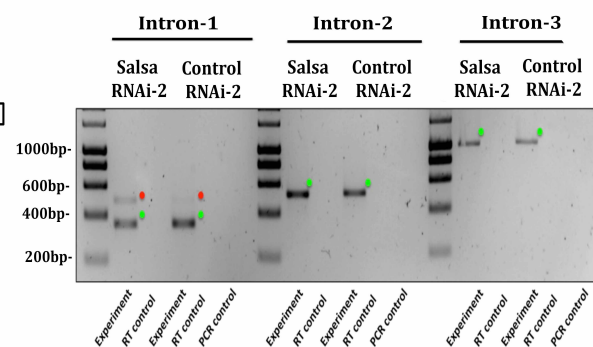 Intron-1 Intron-2 Intron-3
Salsa Control Salsa Control Salsa Control
RNAi-2 RNAi-2 RNAi-2 RNAi-2 RNAi-2 RNAi-2
1000bp-
600bp-
400bp-
200bp-
Experiment RT control Experiment RT control PCR control Experiment RT control Experiment RT control PCR control Experiment RT control Experiment RT control PCR control